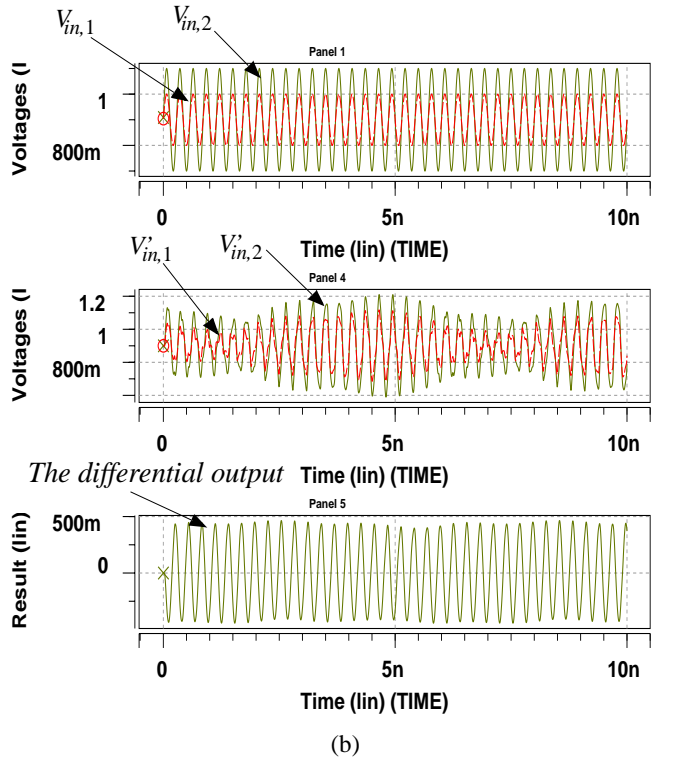 V_in,1
V_in,2
Panel 1
Voltages (l
1
800m
0
5n
10n
Time (lin) (TIME)
V'_in,1
V'_in,2
Panel 4
Voltages (l
1.2
1
800m
0
5n
10n
Time (lin) (TIME)
The differential output
Panel 5
Result (lin)
500m
0
0
5n
10n
Time (lin) (TIME)
(b)